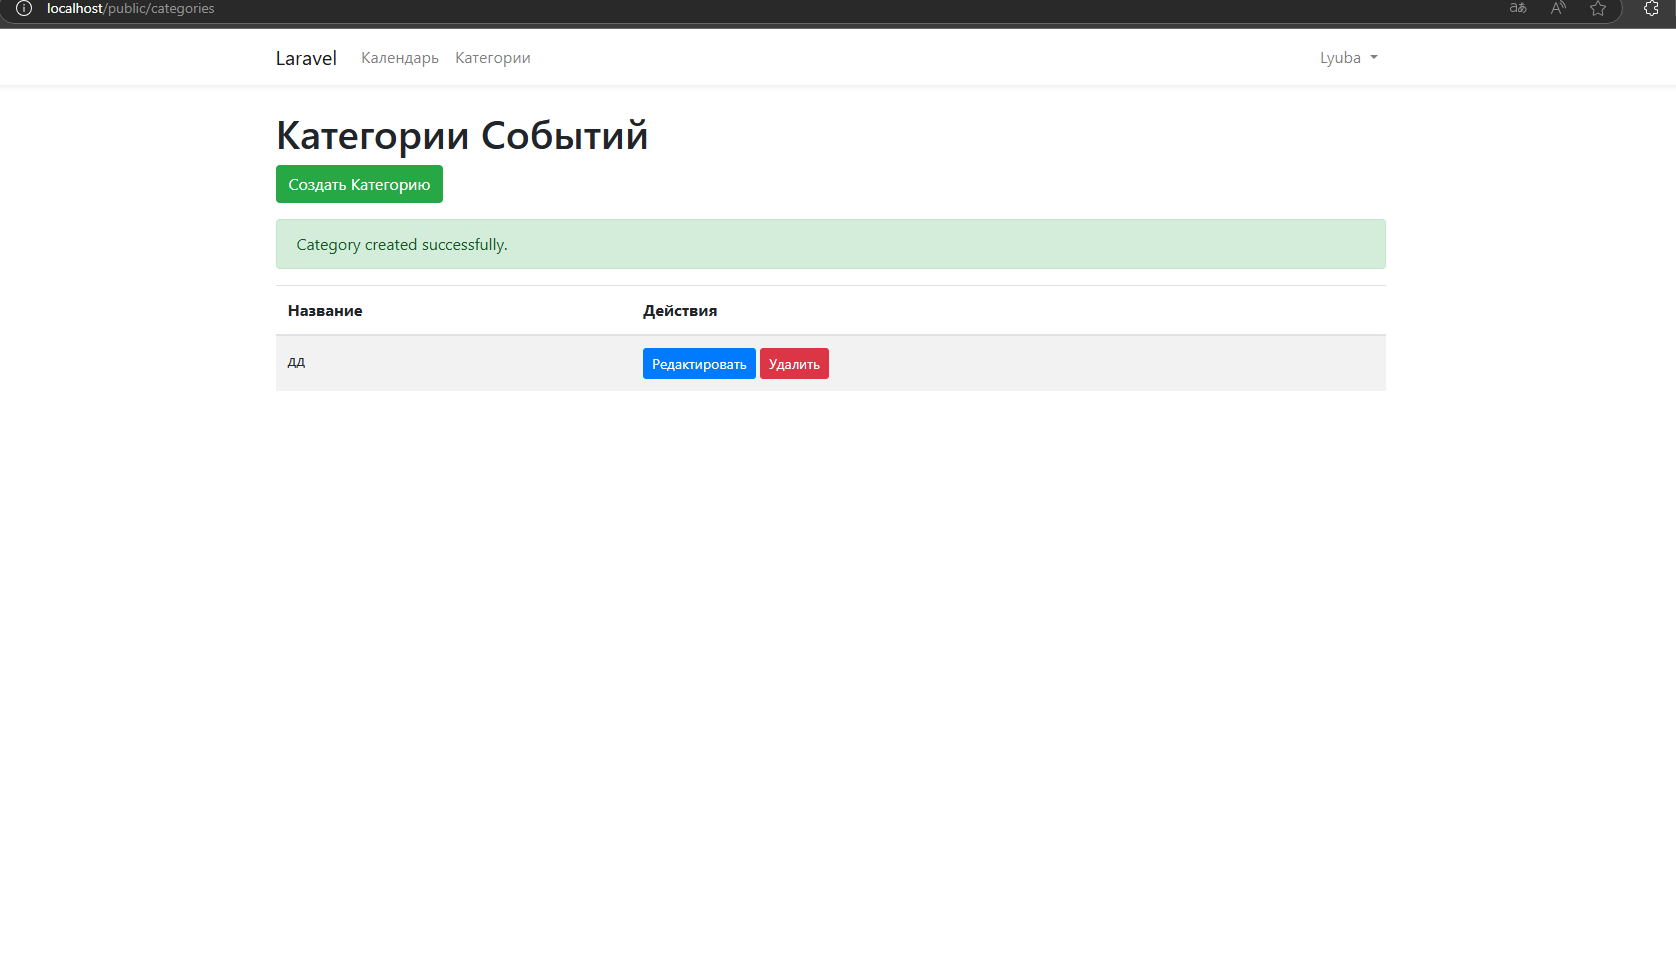 localhost/public/categories
Laravel Календарь Категории Lyuba
Категории Событий
Создать Категорию
Category created successfully.
Название Действия
дд Редактировать Удалить